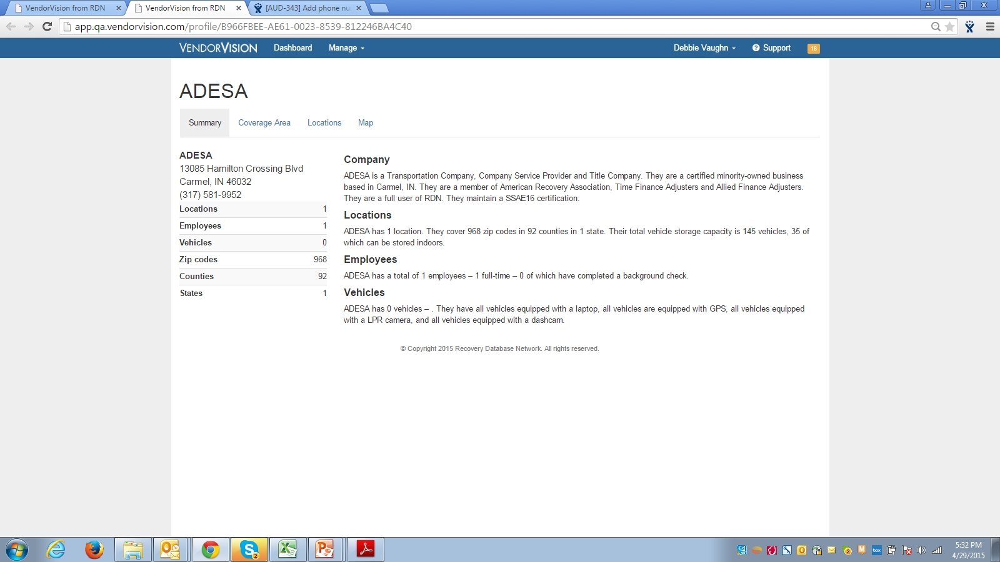 VendorVision from RDN
VendorVision from RDN
[AUD-343] Add phone nu
app.qa.vendorvision.com/profile/B966FBEE-AE61-0023-8539-812246BA4C40
VENDORVISION Dashboard Manage Debbie Vaughn Support 18
ADESA
Summary Coverage Area Locations Map
ADESA
13085 Hamilton Crossing Blvd
Carmel, IN 46032
(317) 581-9952
Locations 1
Employees 1
Vehicles 0
Zip codes 968
Counties 92
States 1
Company
ADESA is a Transportation Company, Company Service Provider and Title Company. They are a certified minority-owned business
based in Carmel, IN. They are a member of American Recovery Association, Time Finance Adjusters and Allied Finance Adjusters.
They are a full user of RDN. They maintain a SSAE16 certification.
Locations
ADESA has 1 location. They cover 968 zip codes in 92 counties in 1 state. Their total vehicle storage capacity is 145 vehicles, 35 of
which can be stored indoors.
Employees
ADESA has a total of 1 employees – 1 full-time – 0 of which have completed a background check.
Vehicles
ADESA has 0 vehicles – . They have all vehicles equipped with a laptop, all vehicles are equipped with GPS, all vehicles equipped
with a LPR camera, and all vehicles equipped with a dashcam.
© Copyright 2015 Recovery Database Network. All rights reserved.
5:32 PM
4/29/2015